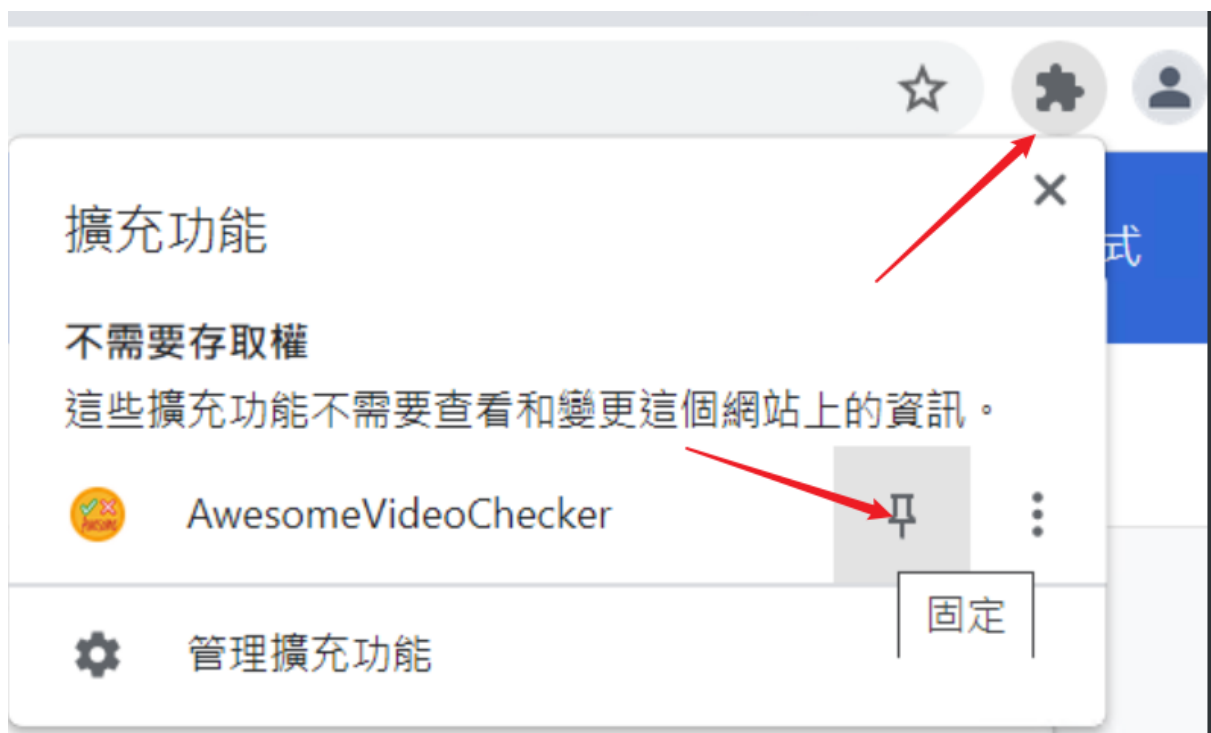 式
擴充功能
不需要存取權
這些擴充功能不需要查看和變更這個網站上的資訊。
AwesomeVideoChecker
固定
管理擴充功能